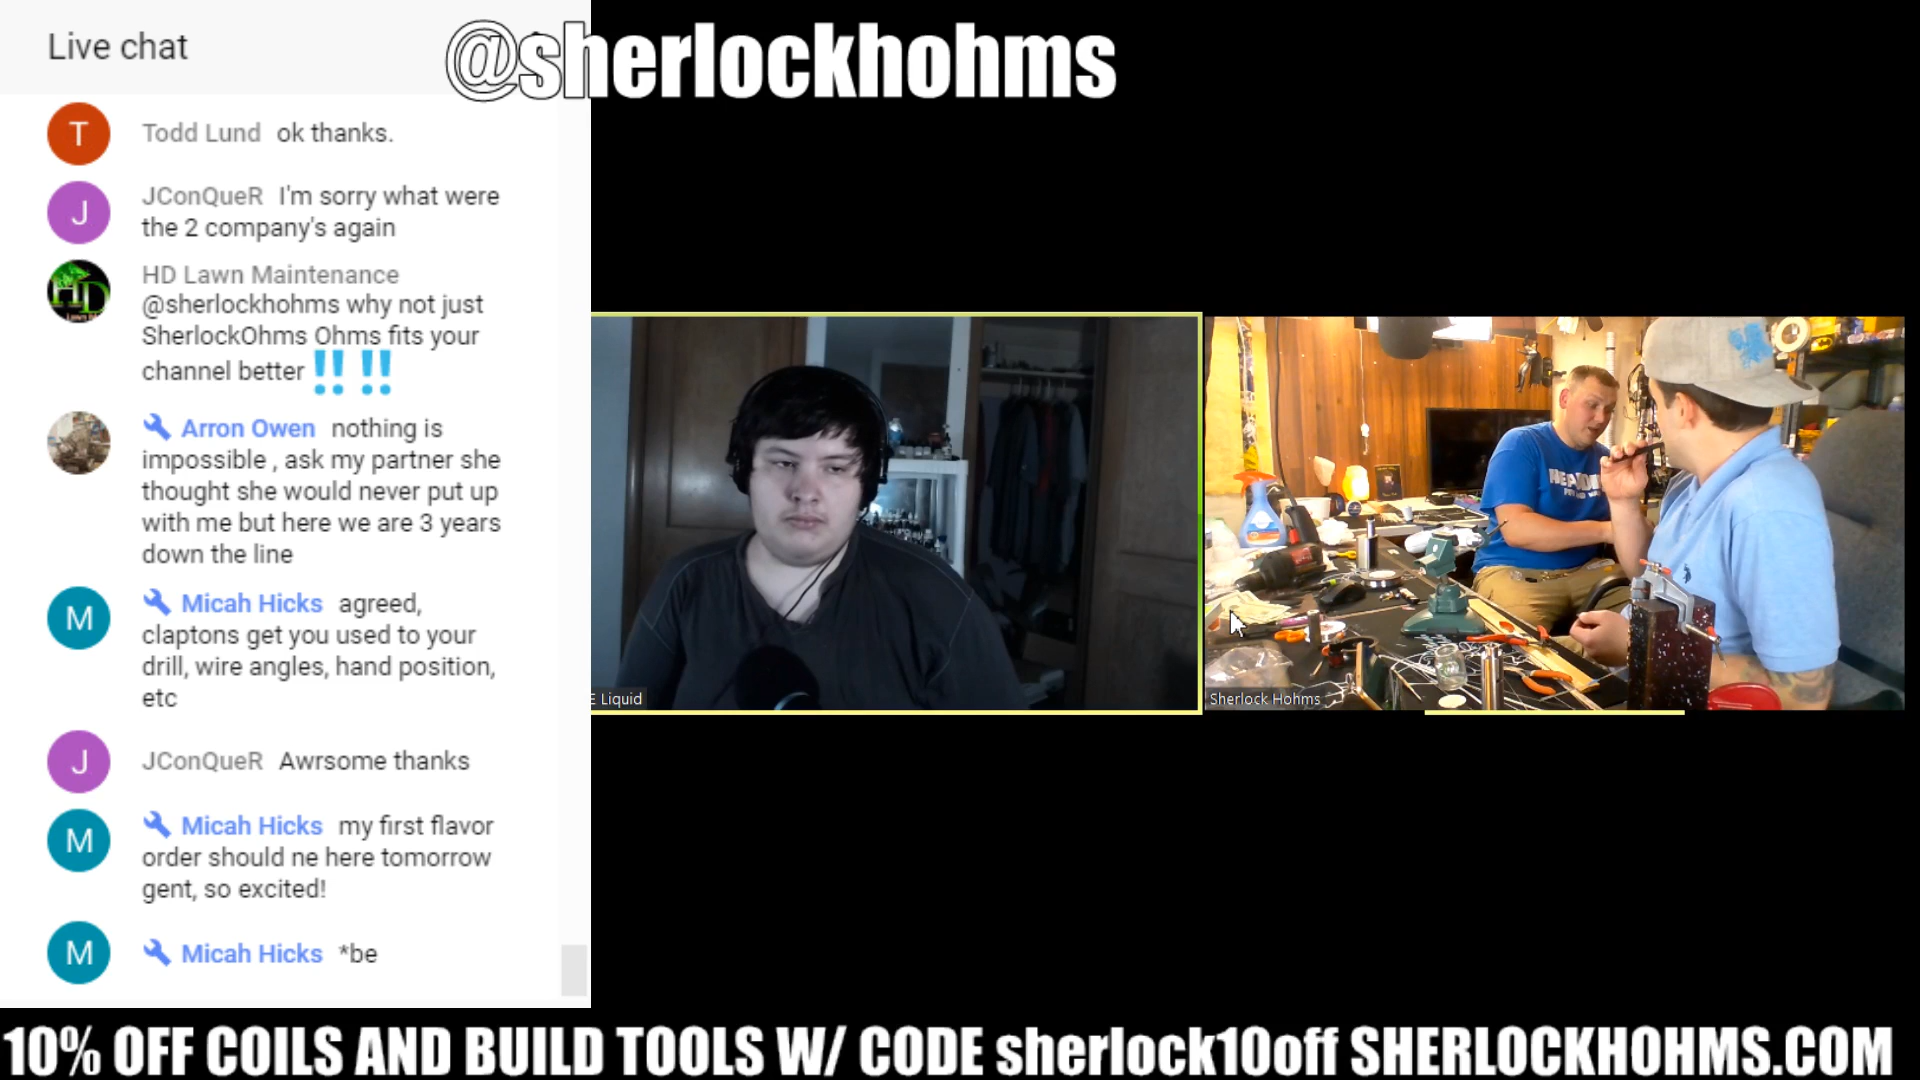 Live chat
@sherlockhohms
T
Todd Lund ok thanks.
J
JConQueR I'm sorry what were
the 2 company's again
HD
HD Lawn Maintenance
@sherlockhohms why not just
SherlockOhms Ohms fits your
channel better ‼️ ‼️
Arron Owen nothing is
impossible , ask my partner she
thought she would never put up
with me but here we are 3 years
down the line
M
Micah Hicks agreed,
claptons get you used to your
drill, wire angles, hand position,
etc
J
JConQueR Awrsome thanks
M
Micah Hicks my first flavor
order should ne here tomorrow
gent, so excited!
M
Micah Hicks *be
E Liquid
Sherlock Hohms
10% OFF COILS AND BUILD TOOLS W/ CODE sherlock10off SHERLOCKHOHMS.COM